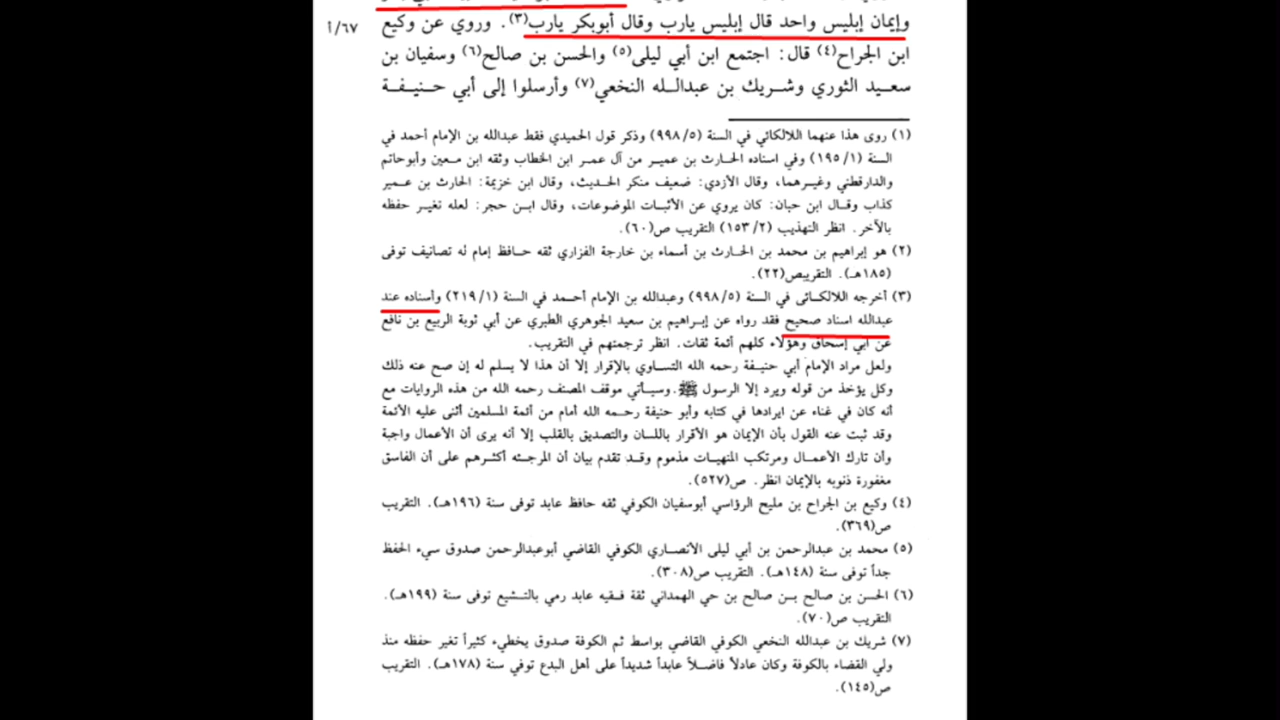 وإيمان إبليس واحد قال إبليس يارب وقال أبوبكر يارب(٣). وروي عن وكيع
أ/٦٧
ابن الجراح(٤) قال: اجتمع ابن أبي ليلى(٥) والحسن بن صالح(٦) وسفيان بن
سعيد الثوري وشريك بن عبدالله النخعي(٧) وأرسلوا إلى أبي حنيفة
(١) روى هذا عنهما اللالكائي في السنة (٩٩٨/٥) وذكر قول الحميدي فقط عبدالله بن الإمام أحمد في
السنة (١٩٥/١) وفي اسناده الحارث بن عمير من آل عمر ابن الخطاب وثقه ابن معين وأبوحاتم
والدارقطني وغيرهما، وقال الأزدي: ضعيف منكر الحديث، وقال ابن خزيمة: الحارث بن عمير
كذاب وقال ابن حبان: كان يروي عن الأثبات الموضوعات، وقال ابن حجر: لعله تغير حفظه
بالآخر. انظر التهذيب (١٥٣/٢) التقريب ص(٦٠).
(٢) هو إبراهيم بن محمد بن الحارث بن أسماء بن خارجة الفزاري ثقه حافظ إمام له تصانيف توفى
(١٨٥هـ). التقريبص(٢٢).
(٣) أخرجه اللالكائى في السنة (٩٩٨/٥) وعبدالله بن الإمام أحمد في السنة (٢١٩/١) وأسناده عند
عبدالله اسناد صحيح فقد رواه عن إبراهيم بن سعيد الجوهري الطبري عن أبي ثوبة الربيع بن نافع
عن أبي إسحاق وهؤلاء كلهم أئمة ثقات. انظر ترجمتهم في التقريب.
ولعل مراد الإمام أبي حنيفة رحمه الله التساوي بالإقرار إلا أن هذا لا يسلم له إن صح عنه ذلك
وكل يؤخذ من قوله ويرد إلا الرسول ﷺ. وسيأتي موقف المصنف رحمه الله من هذه الروايات مع
أنه كان في غناء عن ايرادها في كتابه وأبو حنيفة رحمه الله أمام من أئمة المسلمين أثنى عليه الأئمة
وقد ثبت عنه القول بأن الإيمان هو الأقرار باللسان والتصديق بالقلب إلا أنه يرى أن الأعمال واجبة
وأن تارك الأعمال ومرتكب المنهيات مذموم وقد تقدم بيان أن المرجئه أكثرهم على أن الفاسق
مغفورة ذنوبه بالإيمان انظر. ص(٥٢٧).
(٤) وكيع بن الجراح بن مليح الرؤاسي أبوسفيان الكوفي ثقه حافظ عابد توفى سنة (١٩٦هـ). التقريب
ص(٣٦٩).
(٥) محمد بن عبدالرحمن بن أبي ليلى الأنصاري الكوفي القاضي أبوعبدالرحمن صدوق سيء الحفظ
جداً توفى سنة (١٤٨هـ). التقريب ص(٣٠٨).
(٦) الحسن بن صالح بن صالح بن حي الهمداني ثقة فقيه عابد رمي بالتشيع توفى سنة (١٩٩هـ).
التقريب ص(٧٠).
(٧) شريك بن عبدالله النخعي الكوفي القاضي بواسط ثم الكوفة صدوق يخطيء كثيراً تغير حفظه منذ
ولي القضاء بالكوفة وكان عادلاً فاضلاً عابداً شديداً على أهل البدع توفي سنة (١٧٨هـ). التقريب
ص(١٤٥).